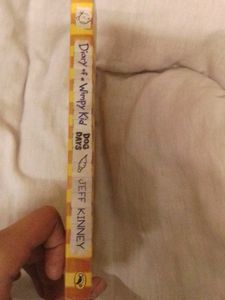 Diary of a Wimpy Kid
DOG
DAYS
JEFF KINNEY